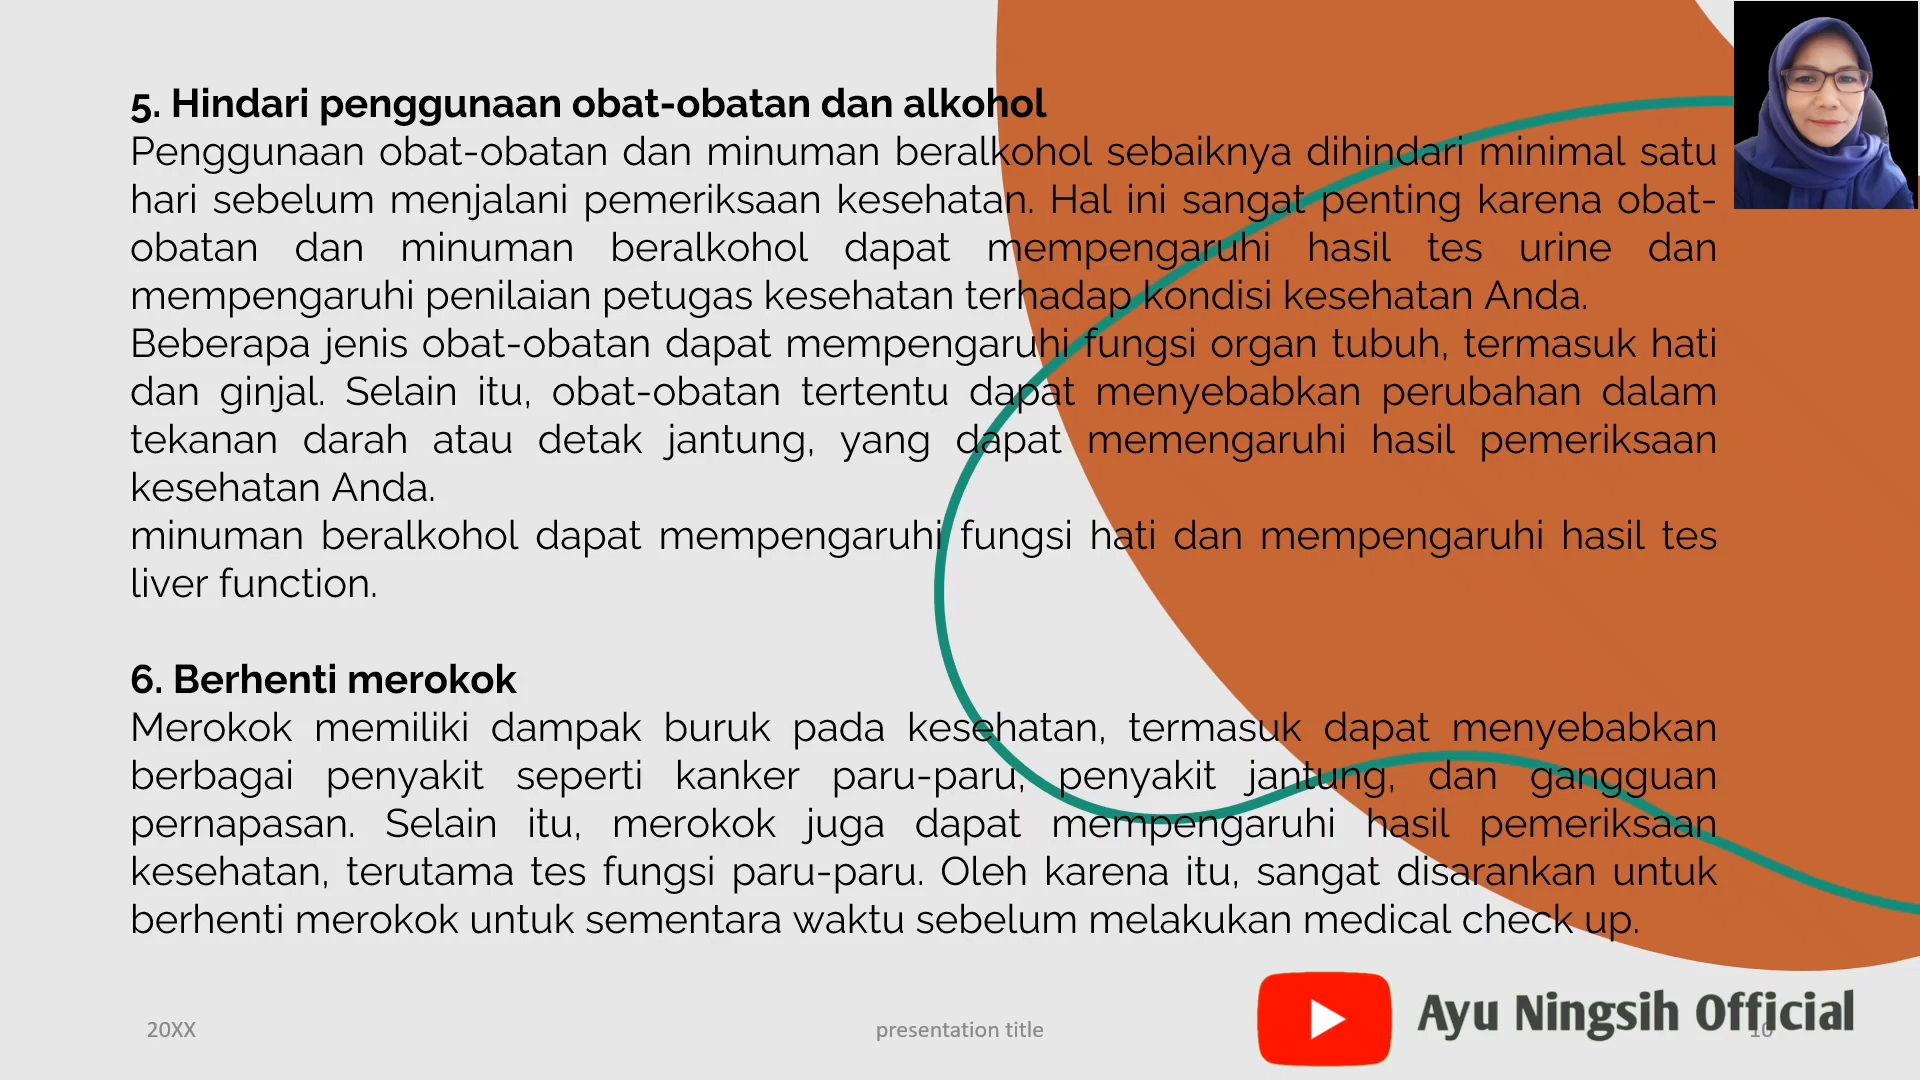 5. Hindari penggunaan obat-obatan dan alkohol
Penggunaan obat-obatan dan minuman beralkohol sebaiknya dihindari minimal satu
hari sebelum menjalani pemeriksaan kesehatan. Hal ini sangat penting karena obat-
obatan dan minuman beralkohol dapat mempengaruhi hasil tes urine dan
mempengaruhi penilaian petugas kesehatan terhadap kondisi kesehatan Anda.
Beberapa jenis obat-obatan dapat mempengaruhi fungsi organ tubuh, termasuk hati
dan ginjal. Selain itu, obat-obatan tertentu dapat menyebabkan perubahan dalam
tekanan darah atau detak jantung, yang dapat memengaruhi hasil pemeriksaan
kesehatan Anda.
minuman beralkohol dapat mempengaruhi fungsi hati dan mempengaruhi hasil tes
liver function.
6. Berhenti merokok
Merokok memiliki dampak buruk pada kesehatan, termasuk dapat menyebabkan
berbagai penyakit seperti kanker paru-paru, penyakit jantung, dan gangguan
pernapasan. Selain itu, merokok juga dapat mempengaruhi hasil pemeriksaan
kesehatan, terutama tes fungsi paru-paru. Oleh karena itu, sangat disarankan untuk
berhenti merokok untuk sementara waktu sebelum melakukan medical check up.
20XX
presentation title
Ayu Ningsih Official
10